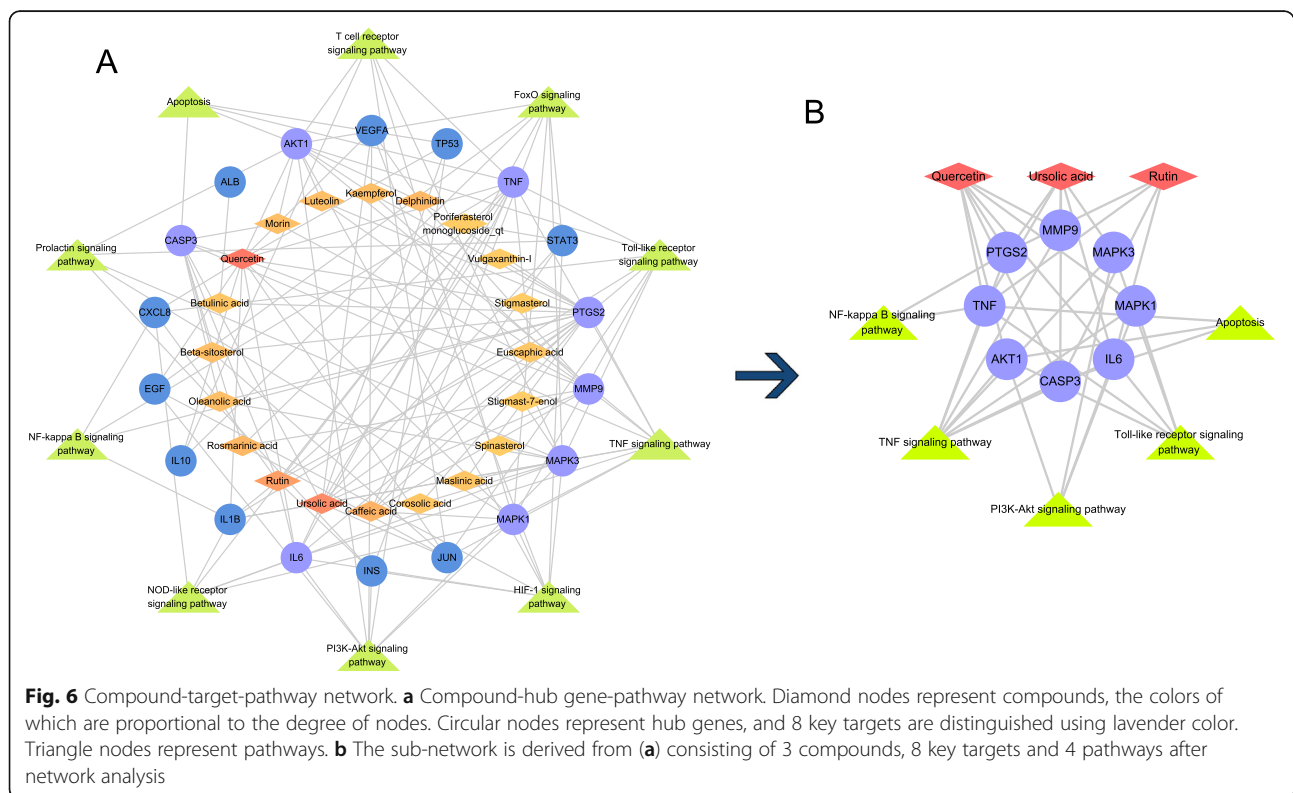 A
T cell receptor
signaling pathway
Apoptosis
FoxO signaling
pathway
VEGFA
AKT1
TP53
ALB
TNF
Kaempferol
Luteolin
Delphinidin
Morin
Poriferasterol
monoglucoside_qt
CASP3
STAT3
Prolactin signaling
pathway
Quercetin
Vulgaxanthin-I
Toll-like receptor
signaling pathway
Betulinic acid
Stigmasterol
CXCL8
PTGS2
Beta-sitosterol
Euscaphic acid
EGF
MMP9
Oleanolic acid
Stigmast-7-enol
NF-kappa B signaling
pathway
Rosmarinic acid
Spinasterol
TNF signaling pathway
IL10
MAPK3
Rutin
Maslinic acid
Ursolic acid
Caffeic acid
Corosolic acid
IL1B
MAPK1
IL6
INS
JUN
NOD-like receptor
signaling pathway
HIF-1 signaling
pathway
PI3K-Akt signaling
pathway
B
Quercetin
Ursolic acid
Rutin
MMP9
PTGS2
MAPK3
TNF
MAPK1
NF-kappa B signaling
pathway
Apoptosis
AKT1
IL6
CASP3
TNF signaling pathway
Toll-like receptor signaling
pathway
PI3K-Akt signaling pathway
Fig. 6 Compound-target-pathway network. a Compound-hub gene-pathway network. Diamond nodes represent compounds, the colors of
which are proportional to the degree of nodes. Circular nodes represent hub genes, and 8 key targets are distinguished using lavender color.
Triangle nodes represent pathways. b The sub-network is derived from (a) consisting of 3 compounds, 8 key targets and 4 pathways after
network analysis